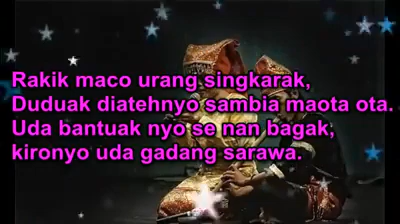 Rakik maco urang singkarak,
Duduak diatehnyo sambia maota ota.
Uda bantuak nyo se nan bagak;
kironyo uda gadang sarawa.